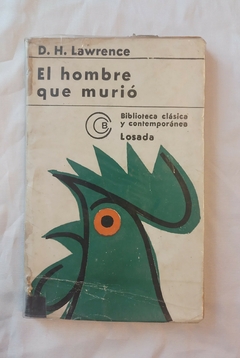 D. H. Lawrence
El hombre
que murió
Biblioteca clásica
y contemporánea
Losada